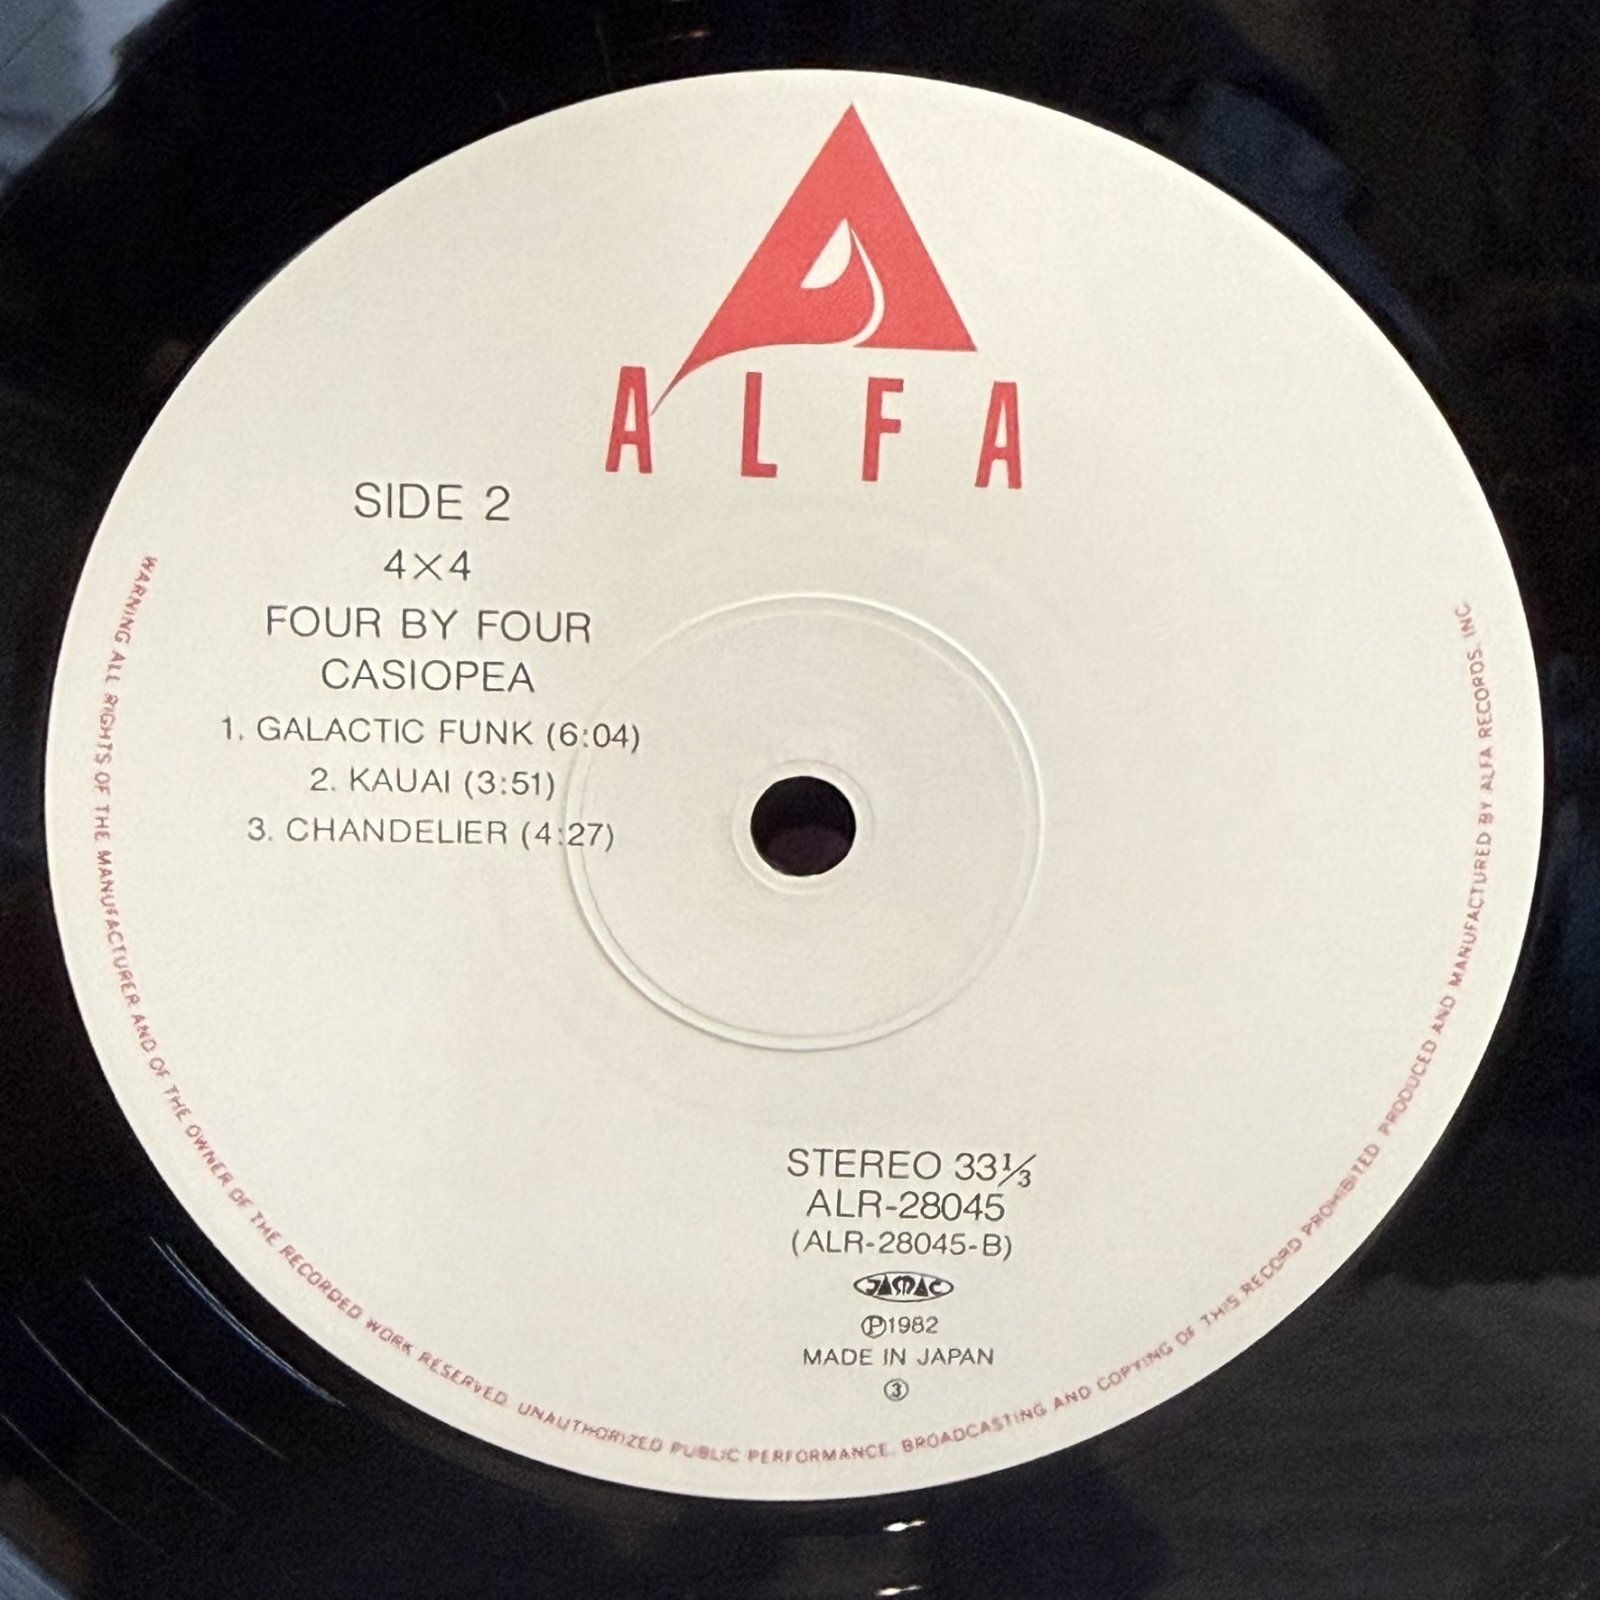 ALFA
SIDE 2
4×4
FOUR BY FOUR
CASIOPEA
1. GALACTIC FUNK (6:04)
2. KAUAI (3:51)
3. CHANDELIER (4:27)
STEREO 33⅓
ALR-28045
(ALR-28045-B)
JASRAC
Ⓟ1982
MADE IN JAPAN
③
WARNING ALL RIGHTS OF THE MANUFACTURER AND OF THE OWNER OF THE RECORDED WORK RESERVED. UNAUTHORIZED PUBLIC PERFORMANCE. BROADCASTING AND COPYING OF THIS RECORD PROHIBITED. PRODUCED AND MANUFACTURED BY ALFA RECORDS. INC.